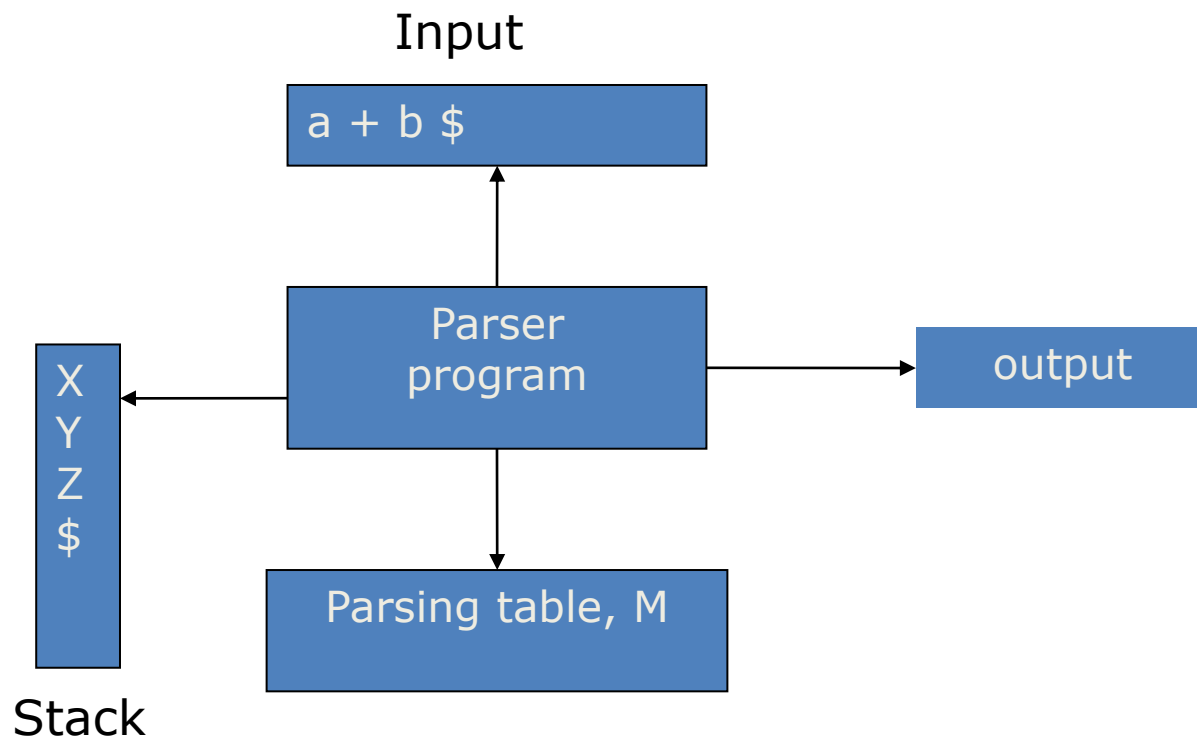 Input
a + b $
Parser
program
output
X
Y
Z
$
Parsing table, M
Stack